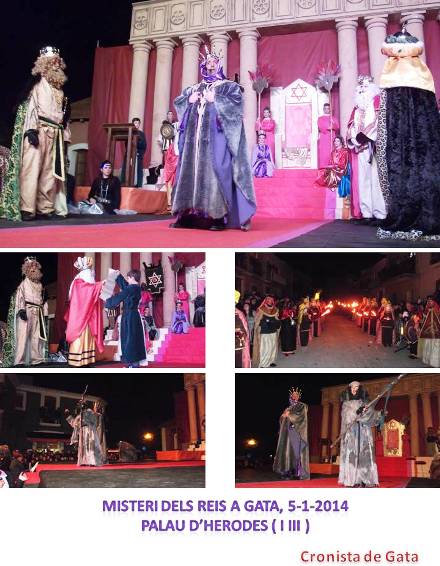 MISTERI DELS REIS A GATA, 5-1-2014
PALAU D'HERODES ( I III )
Cronista de Gata